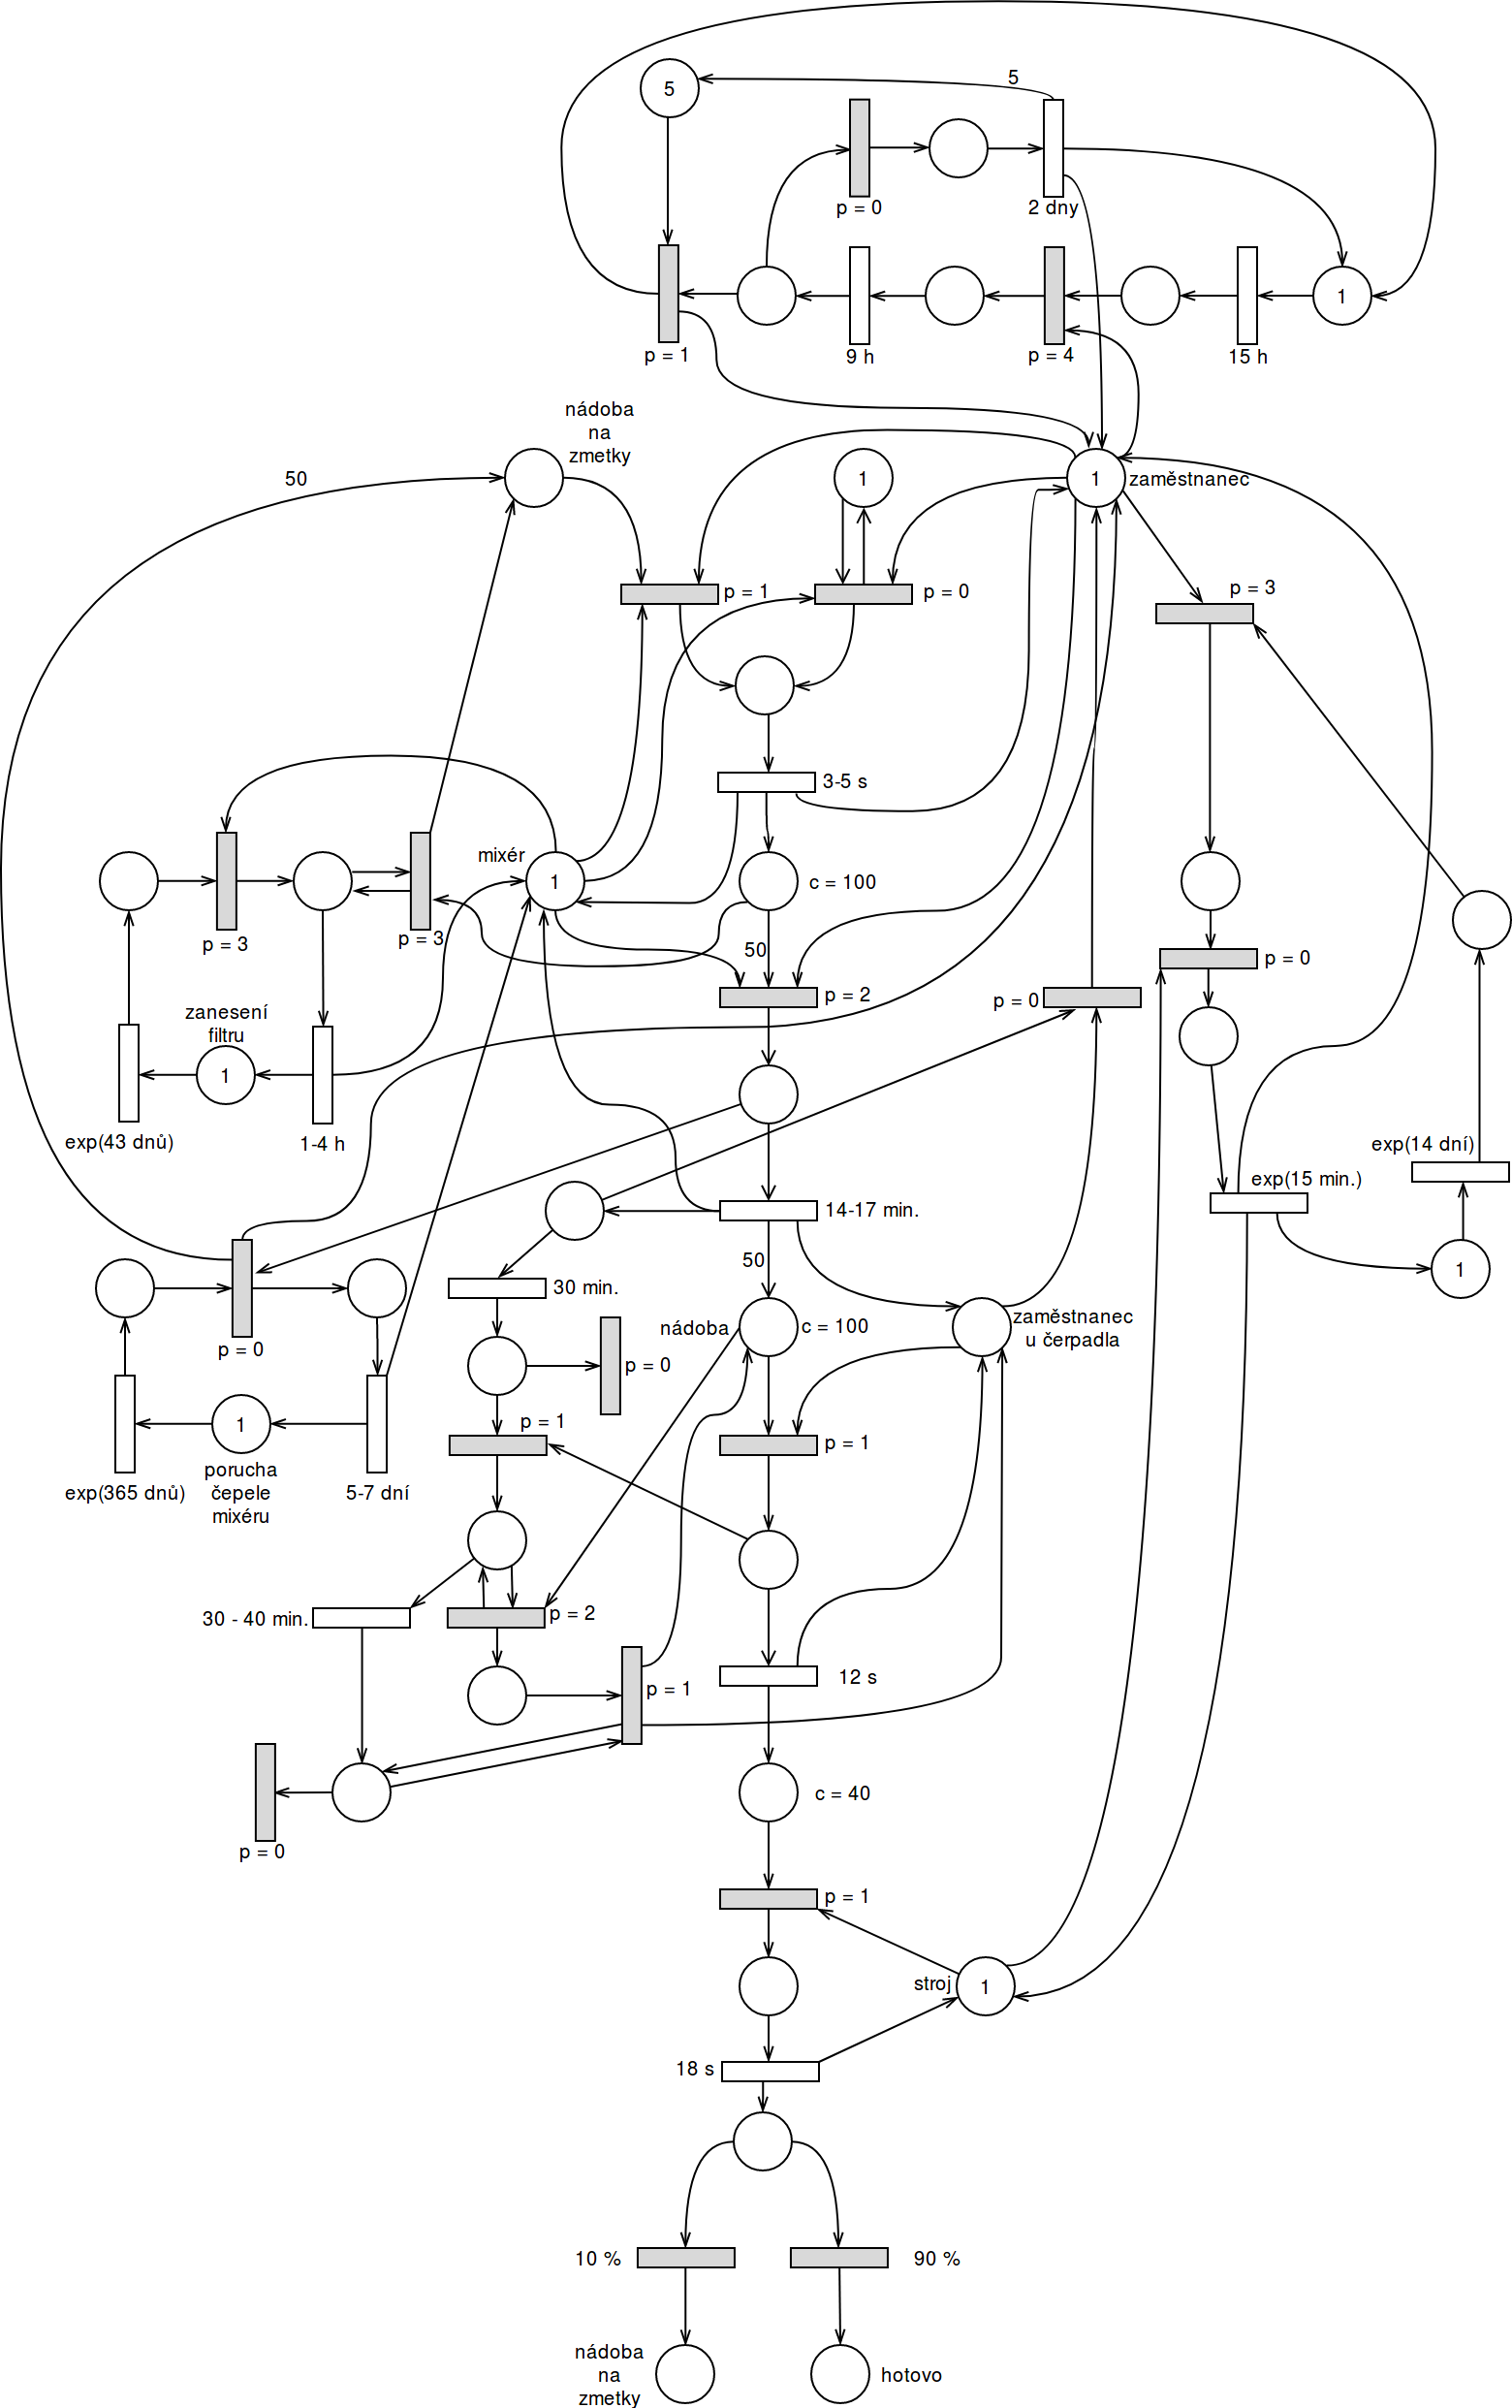 5
5
p = 0
2 dny
1
p = 1
9 h
p = 4
15 h
nádoba
na
zmetky
50
1
1
zaměstnanec
p = 1
p = 0
p = 3
3-5 s
mixér
1
c = 100
p = 3
p = 3
50
p = 2
p = 0
zanesení
filtru
1
exp(43 dnů)
1-4 h
exp(14 dní)
exp(15 min.)
14-17 min.
50
1
30 min.
p = 0
nádoba
c = 100
zaměstnanec
u čerpadla
p = 0
p = 0
1
p = 1
p = 1
porucha
čepele
mixéru
exp(365 dnů)
5-7 dní
30 - 40 min.
p = 2
12 s
p = 1
c = 40
p = 0
p = 1
stroj
1
18 s
10 %
90 %
nádoba
na
zmetky
hotovo